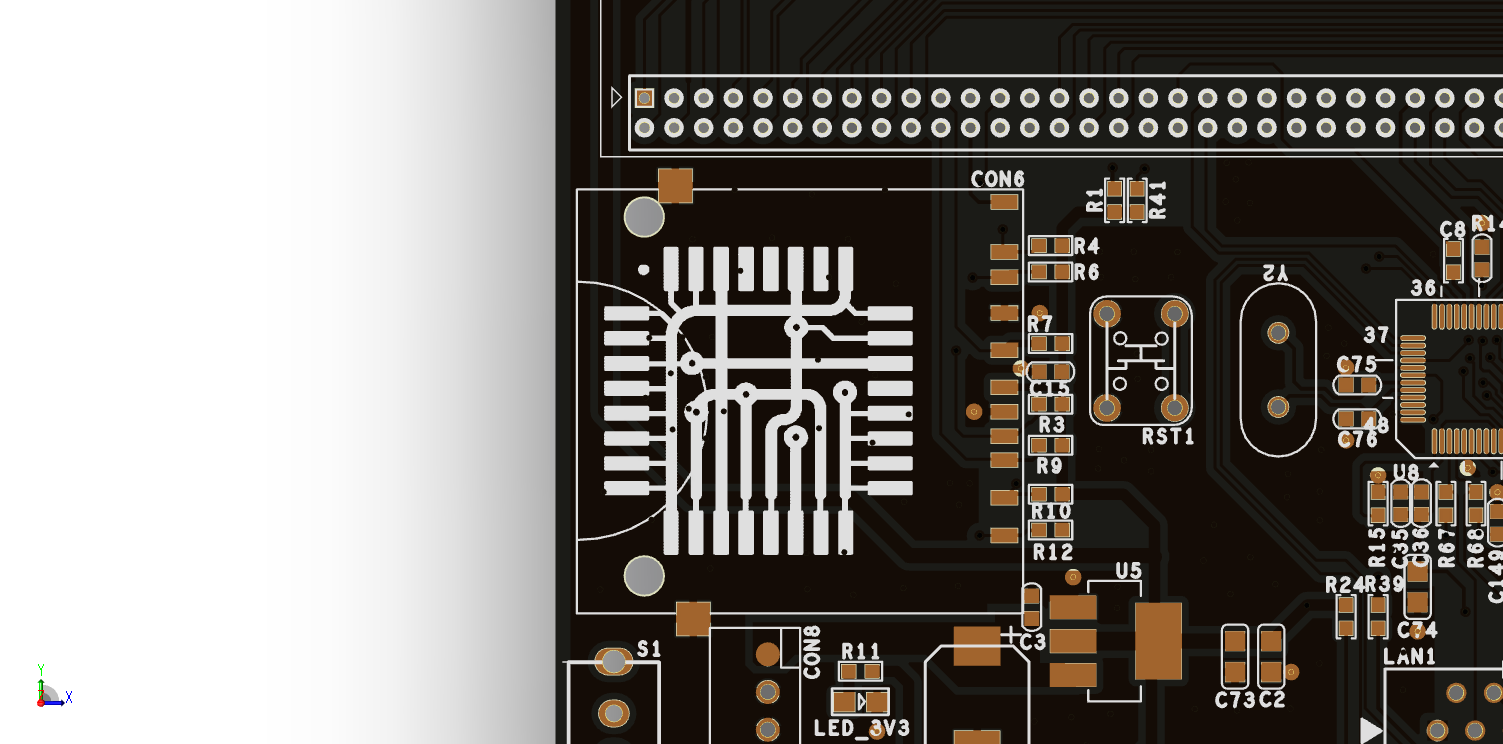 CON6
R1
R41
R4
R6
C8
R14
Y2
36
R7
37
C75
C15
R3
48
C76
RST1
R9
U8
R10
R12
R15
C35
C36
R67
R68
C149
U5
R24
R39
C74
C3
CON8
S1
R11
LAN1
C73
C2
LED_3V3
Y
X